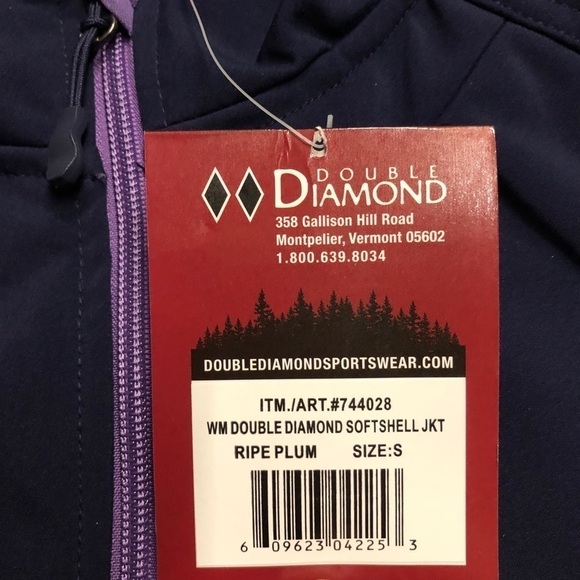 DOUBLE
DIAMOND
358 Gallison Hill Road
Montpelier, Vermont 05602
1.800.639.8034
DOUBLEDIAMONDSPORTSWEAR.COM
ITM./ART.#744028
WM DOUBLE DIAMOND SOFTSHELL JKT
RIPE PLUM SIZE:S
6 09623 04225 3